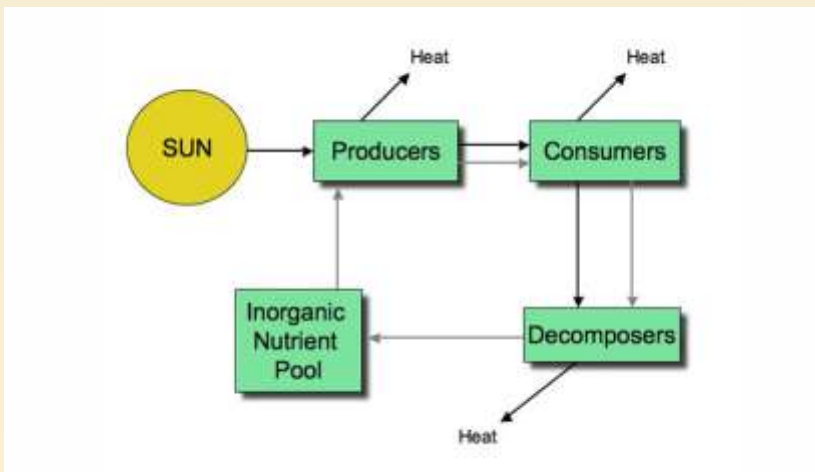 Heat
Heat
SUN
Producers
Consumers
Inorganic
Nutrient
Pool
Decomposers
Heat